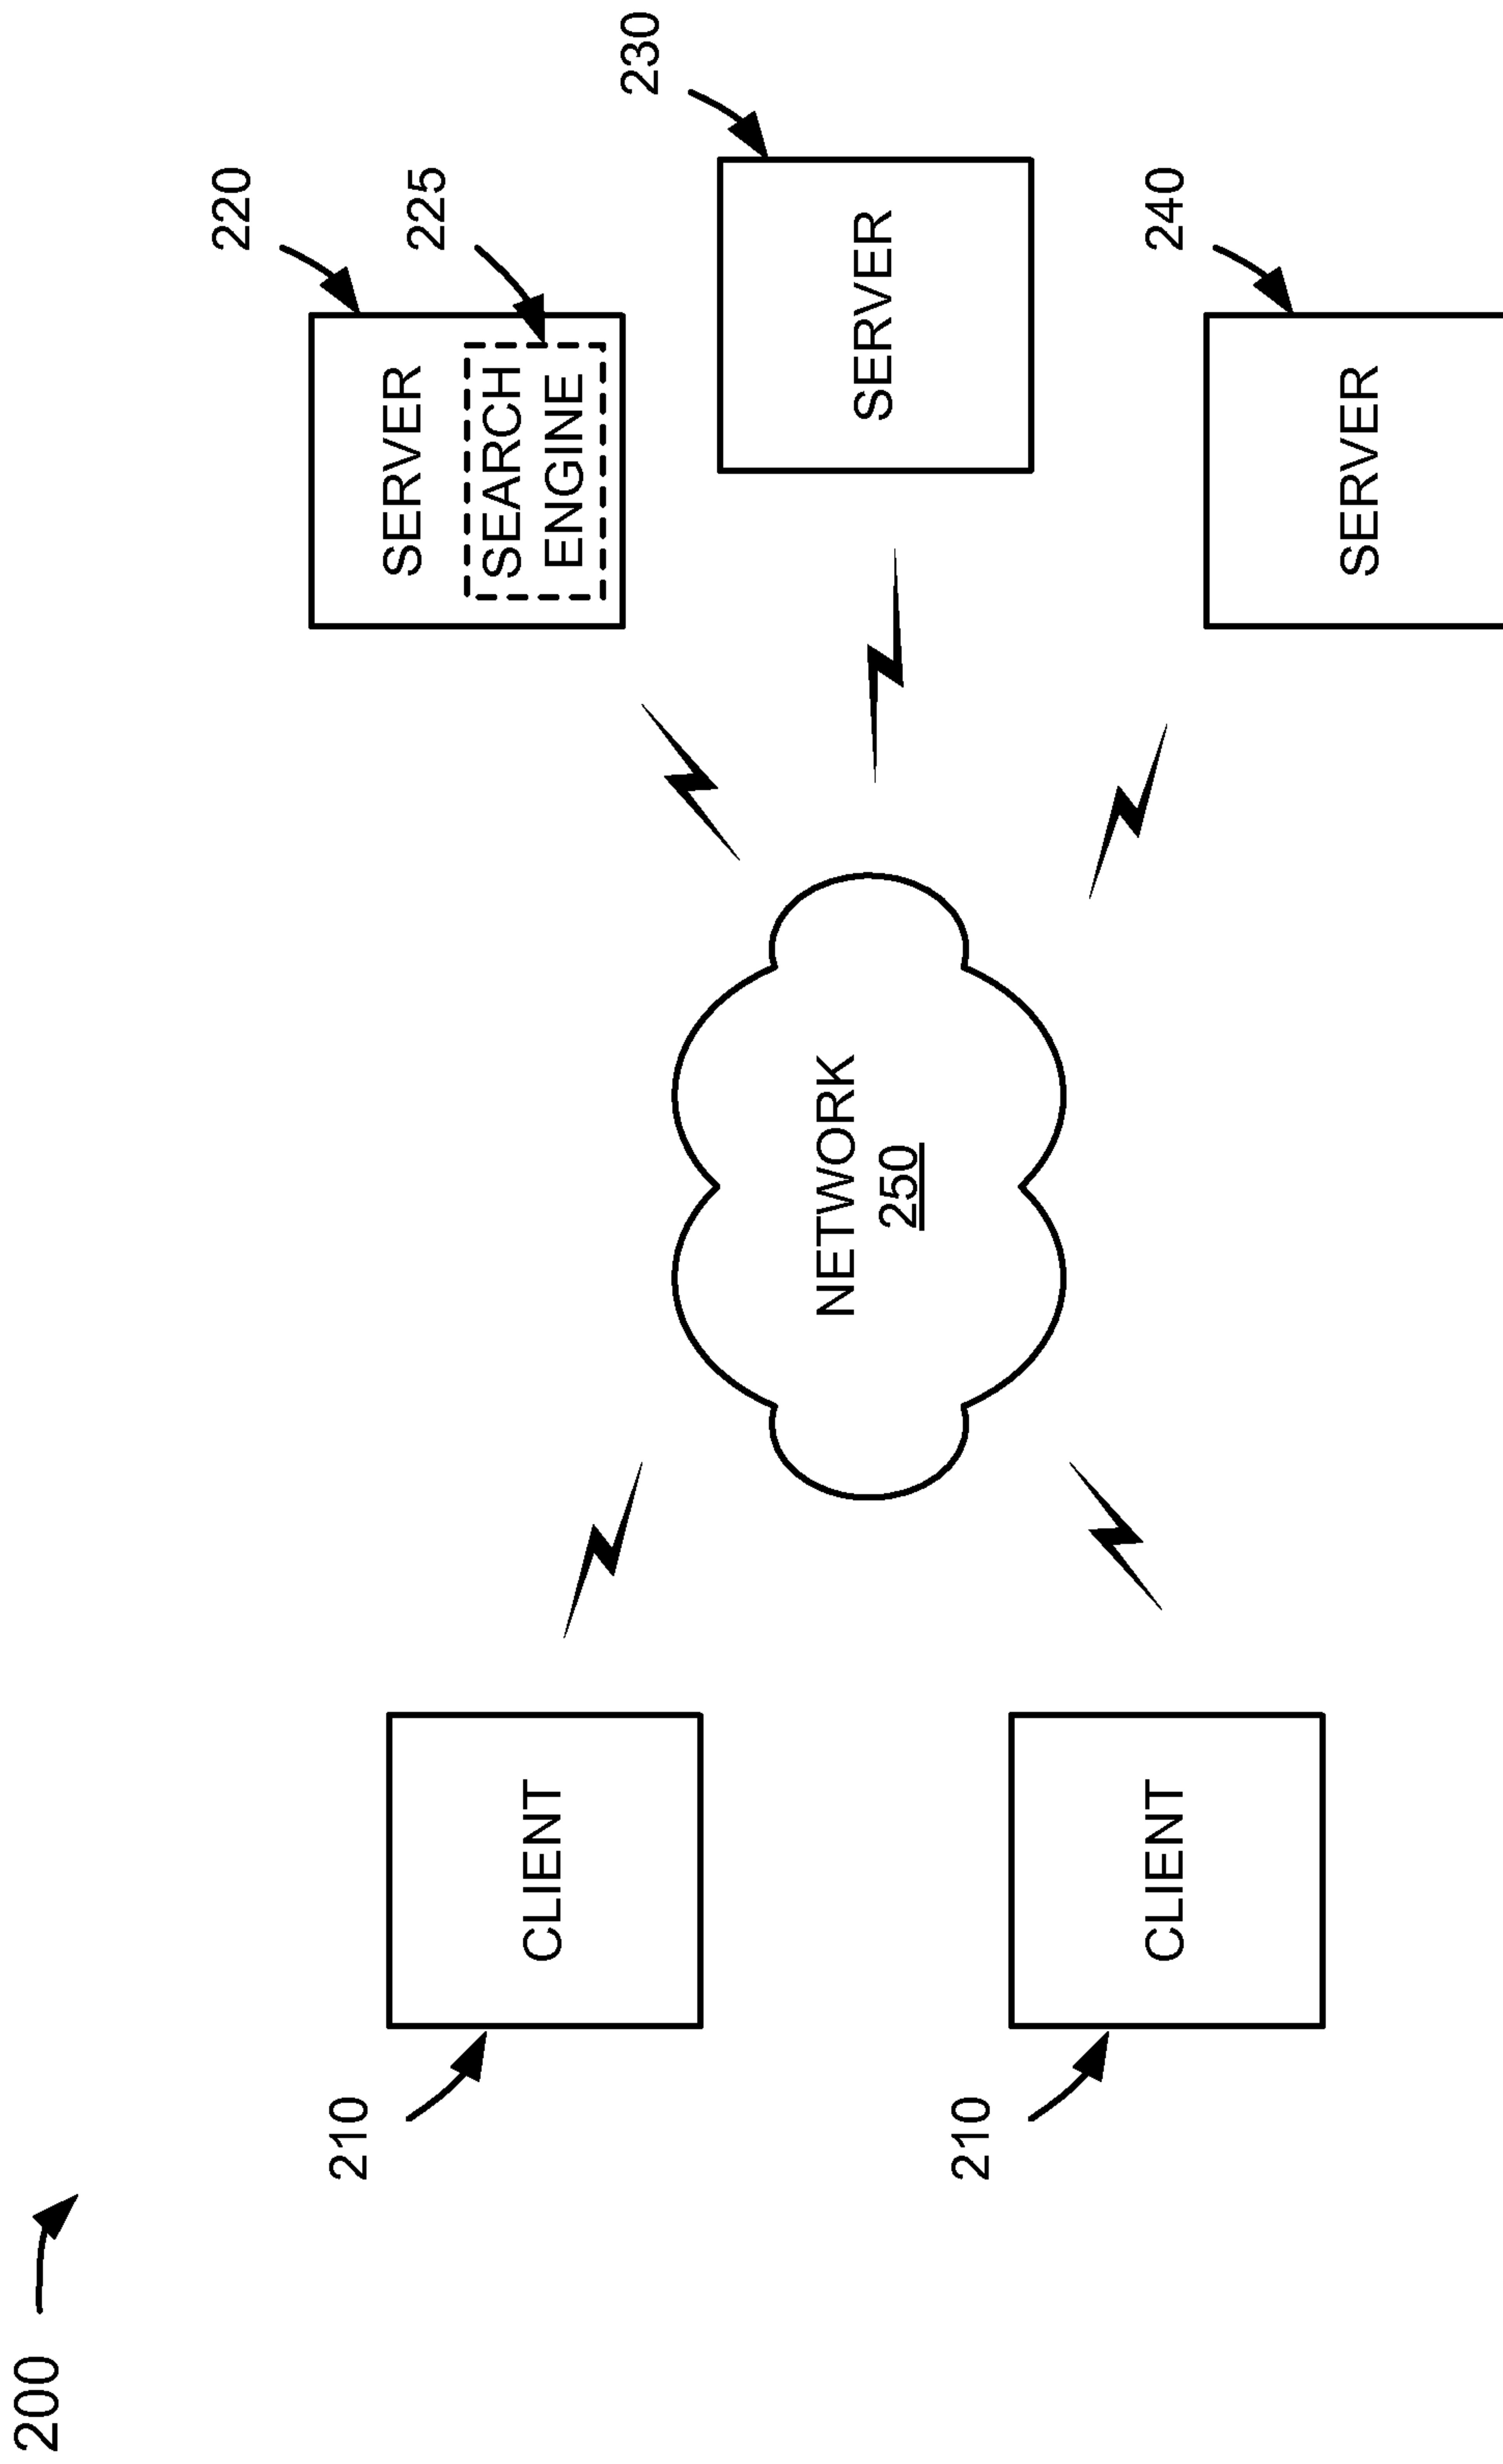 200
210
CLIENT
210
CLIENT
NETWORK
250
220
SERVER
225
SEARCH
ENGINE
230
SERVER
240
SERVER